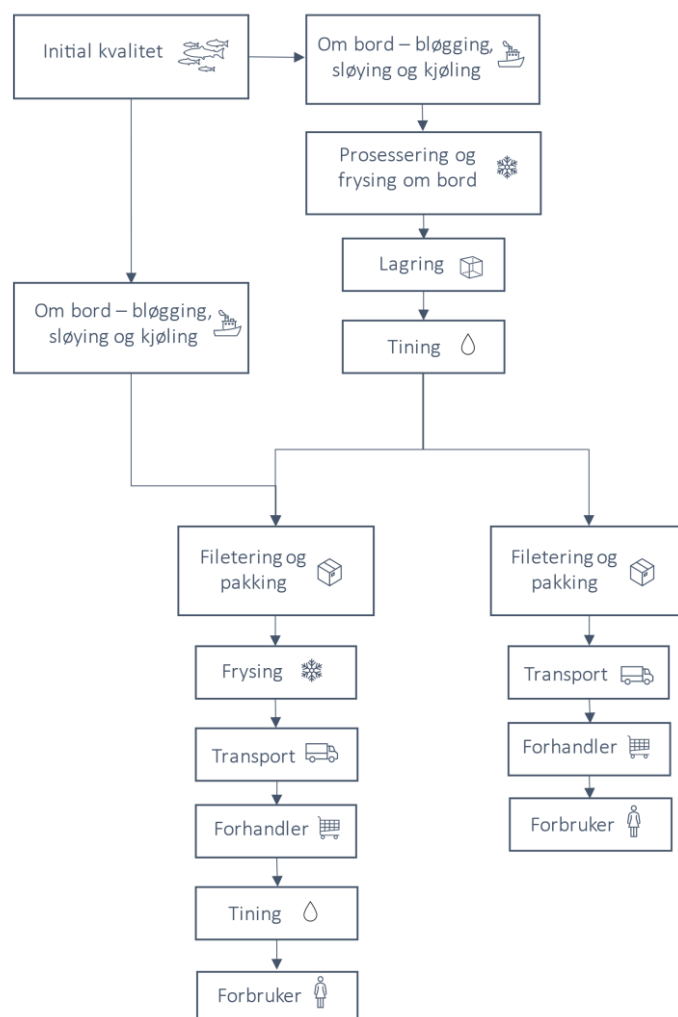 Initial kvalitet
Om bord – bløgging,
sløying og kjøling
Prosessering og
frysing om bord
Lagring
Om bord – bløgging,
sløying og kjøling
Tining
Filetering og
pakking
Filetering og
pakking
Frysing
Transport
Transport
Forhandler
Forhandler
Forbruker
Tining
Forbruker